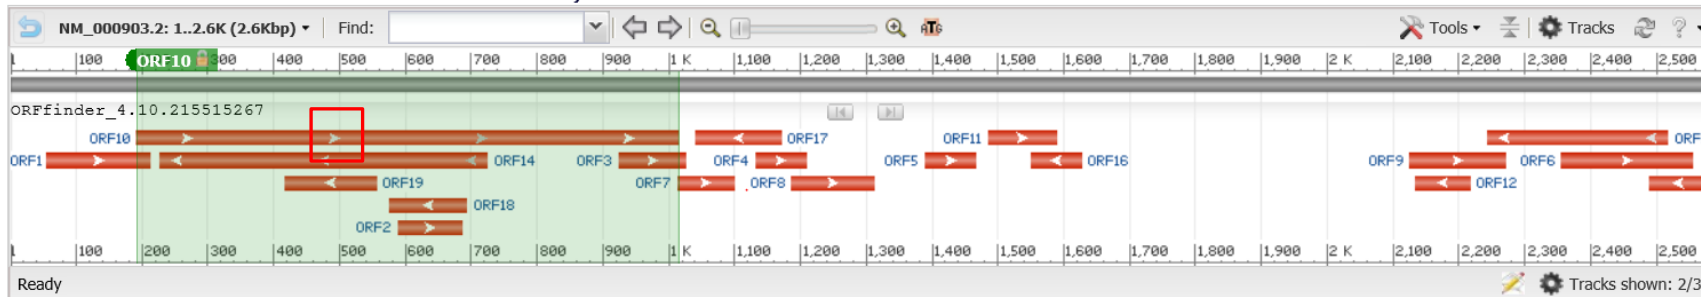 NM_000903.2: 1..2.6K (2.6Kbp) Find: ATG Tools Tracks ?
1 100 ORF10 300 400 500 600 700 800 900 1 K 1,100 1,200 1,300 1,400 1,500 1,600 1,700 1,800 1,900 2 K 2,100 2,200 2,300 2,400 2,500
ORFfinder_4.10.215515267
ORF10 ORF17 ORF11 ORF
ORF1 ORF14 ORF3 ORF4 ORF5 ORF16 ORF9 ORF6
ORF19 ORF7 ORF8 ORF12
ORF18
ORF2
1 100 200 300 400 500 600 700 800 900 1 K 1,100 1,200 1,300 1,400 1,500 1,600 1,700 1,800 1,900 2 K 2,100 2,200 2,300 2,400 2,500
Ready Tracks shown: 2/3